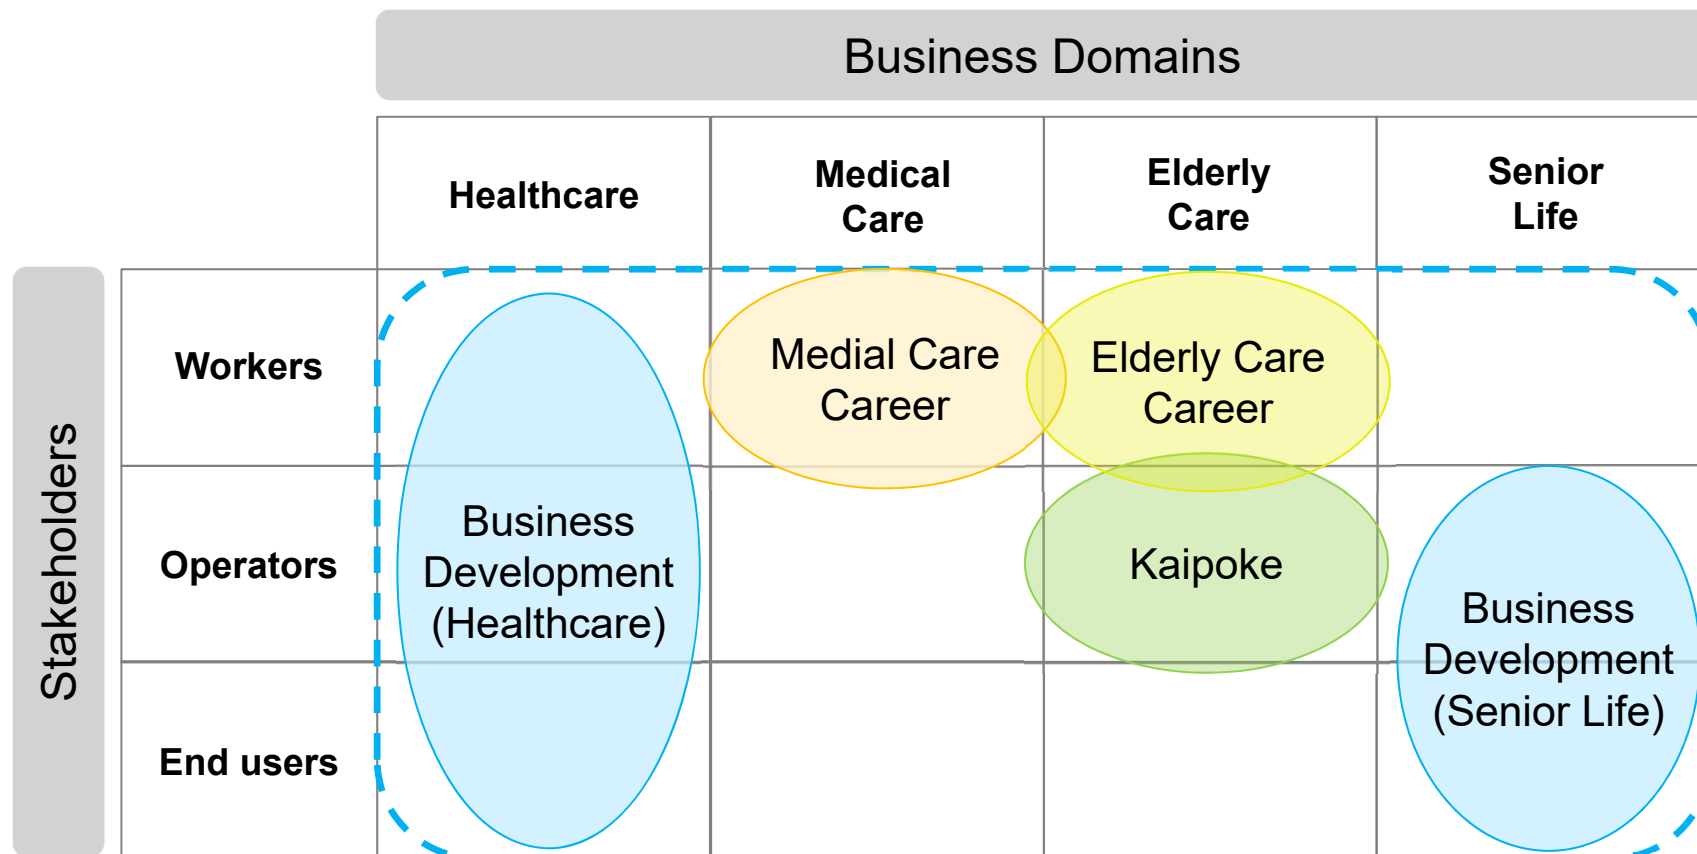 Business Domains
Healthcare
Medical
Care
Elderly
Care
Senior
Life
Stakeholders
Workers
Medial Care
Career
Elderly Care
Career
Operators
Business
Development
(Healthcare)
Kaipoke
Business
Development
(Senior Life)
End users